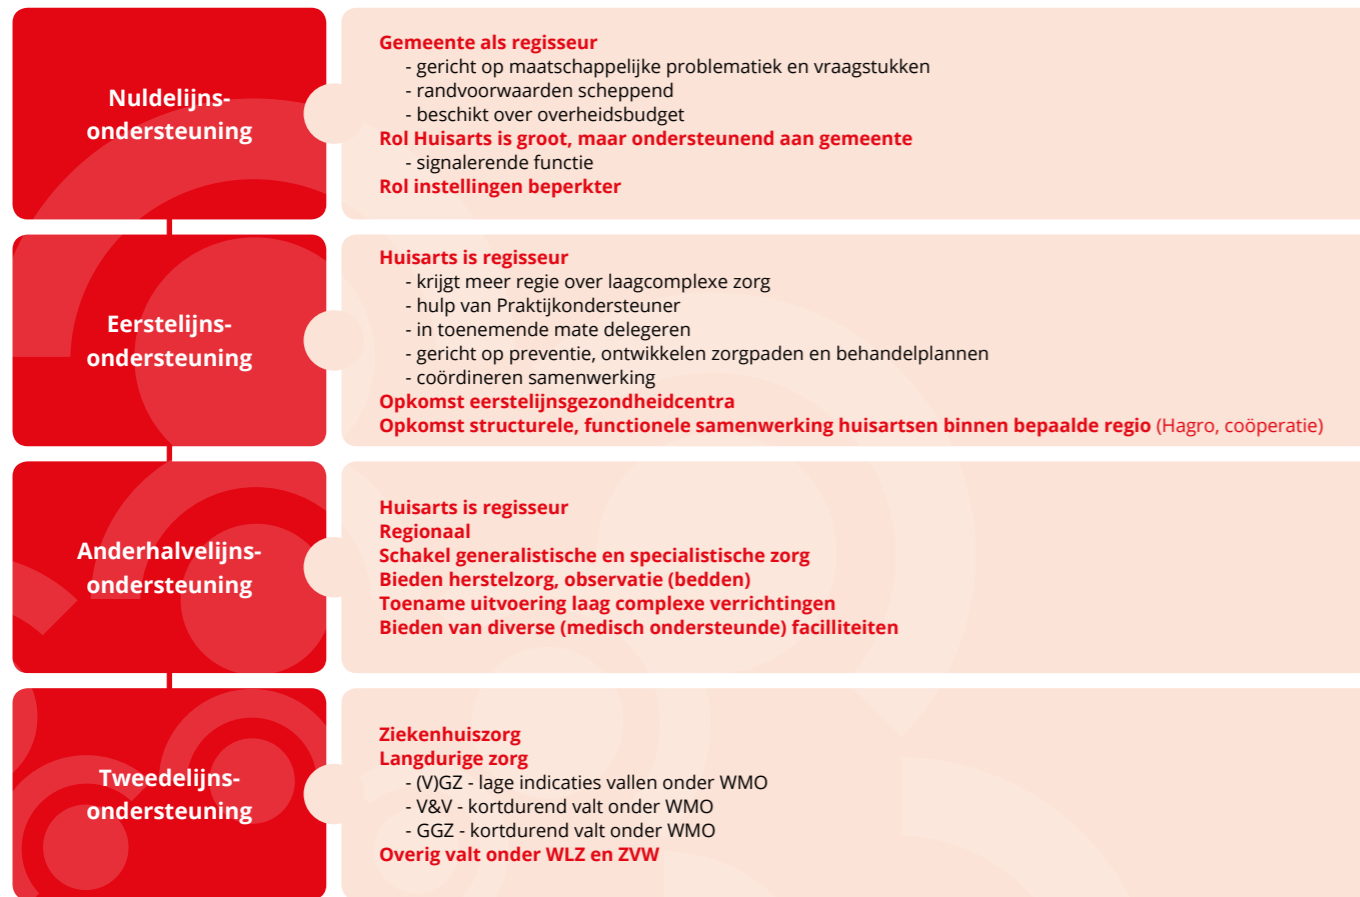 Nuldelijns-
ondersteuning
Gemeente als regisseur
- gericht op maatschappelijke problematiek en vraagstukken
- randvoorwaarden scheppend
- beschikt over overheidsbudget
Rol Huisarts is groot, maar ondersteunend aan gemeente
- signalerende functie
Rol instellingen beperkter
Eerstelijns-
ondersteuning
Huisarts is regisseur
- krijgt meer regie over laagcomplexe zorg
- hulp van Praktijkondersteuner
- in toenemende mate delegeren
- gericht op preventie, ontwikkelen zorgpaden en behandelplannen
- coördineren samenwerking
Opkomst eerstelijnsgezondheidcentra
Opkomst structurele, functionele samenwerking huisartsen binnen bepaalde regio (Hagro, coöperatie)
Anderhalvelijns-
ondersteuning
Huisarts is regisseur
Regionaal
Schakel generalistische en specialistische zorg
Bieden herstelzorg, observatie (bedden)
Toename uitvoering laag complexe verrichtingen
Bieden van diverse (medisch ondersteunde) facilliteiten
Tweedelijns-
ondersteuning
Ziekenhuiszorg
Langdurige zorg
- (V)GZ - lage indicaties vallen onder WMO
- V&V - kortdurend valt onder WMO
- GGZ - kortdurend valt onder WMO
Overig valt onder WLZ en ZVW